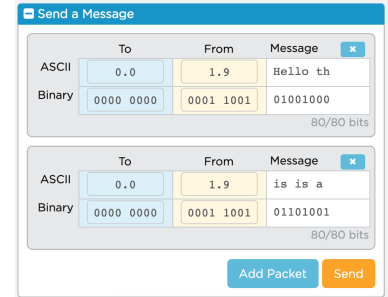 Send a Message
To From Message ×
ASCII 0.0 1.9 Hello th
Binary 0000 0000 0001 1001 01001000
80/80 bits
To From Message ×
ASCII 0.0 1.9 is is a
Binary 0000 0000 0001 1001 01101001
80/80 bits
Add Packet Send